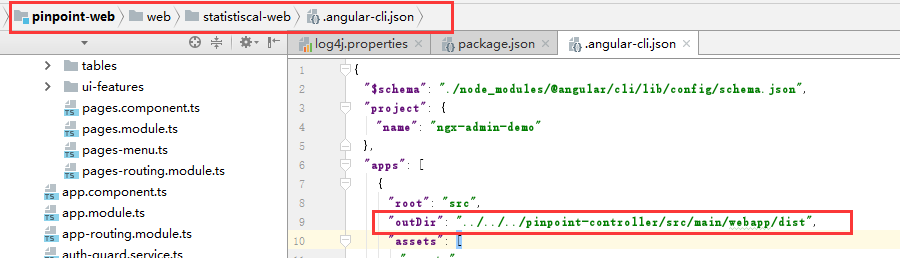 pinpoint-web web statistiscal-web .angular-cli.json
log4j.properties package.json .angular-cli.json
tables
ui-features
pages.component.ts
pages.module.ts
pages-menu.ts
pages-routing.module.ts
app.component.ts
app.module.ts
app-routing.module.ts
auth-guard.service.ts
1 {
2 "$schema": "./node_modules/@angular/cli/lib/config/schema.json",
3 "project": {
4 "name": "ngx-admin-demo"
5 },
6 "apps": [
7 {
8 "root": "src",
9 "outDir": "../../../pinpoint-controller/src/main/webapp/dist",
10 "assets": [